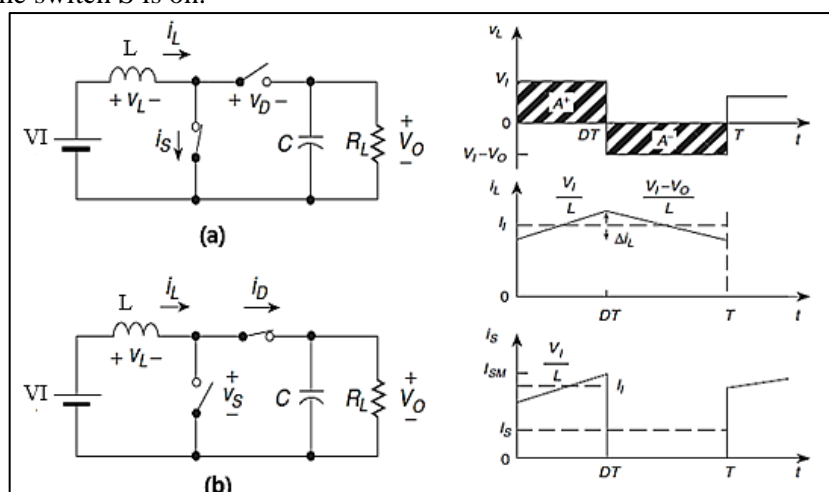 the switch S is on.
L
i_L
+ v_L –
+ v_D –
VI
i_S
C
R_L
+
V_O
–
(a)
L
i_L
i_D
+ v_L –
VI
+
v_S
–
C
R_L
+
V_O
–
(b)
v_L
V_I
A⁺
0
DT
A⁻
T
t
V_I–V_O
i_L
V_I
L
V_I–V_O
L
I_I
Δi_L
0
DT
T
t
i_S
I_SM
V_I
L
I_I
I_S
0
DT
T
t